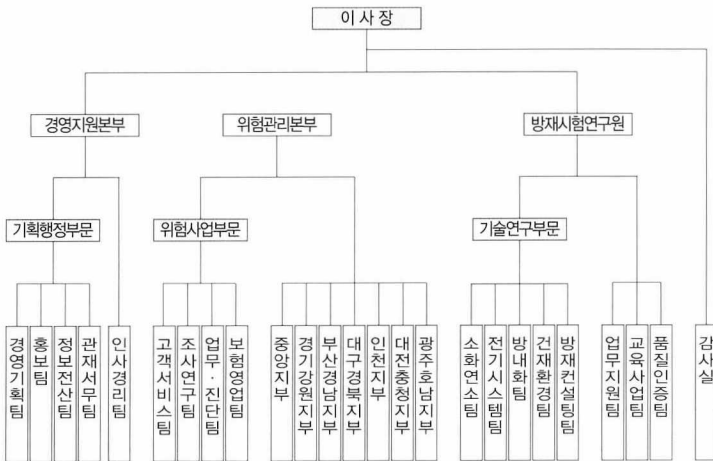 이사장
경영지원본부
위험관리본부
방재시험연구원
기획행정부문
위험사업부문
기술연구부문
경영기획팀
홍보팀
정보전산팀
관재서무팀
인사경리팀
고객서비스팀
조사연구팀
업무·진단팀
보험영업팀
중앙지부
경기강원지부
부산경남지부
대구경북지부
인천지부
대전충청지부
광주호남지부
소화연소팀
전기시스템팀
방내화팀
건재환경팀
방재컨설팅팀
업무지원팀
교육사업팀
품질인증팀
감사실